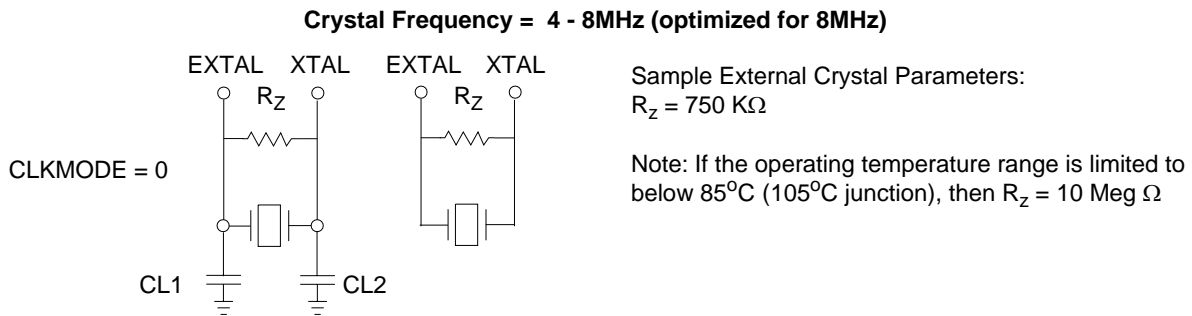 Crystal Frequency = 4 - 8MHz (optimized for 8MHz)
EXTAL XTAL EXTAL XTAL
RZ RZ
CLKMODE = 0
CL1 CL2
Sample External Crystal Parameters:
Rz = 750 KΩ
Note: If the operating temperature range is limited to
below 85oC (105oC junction), then Rz = 10 Meg Ω